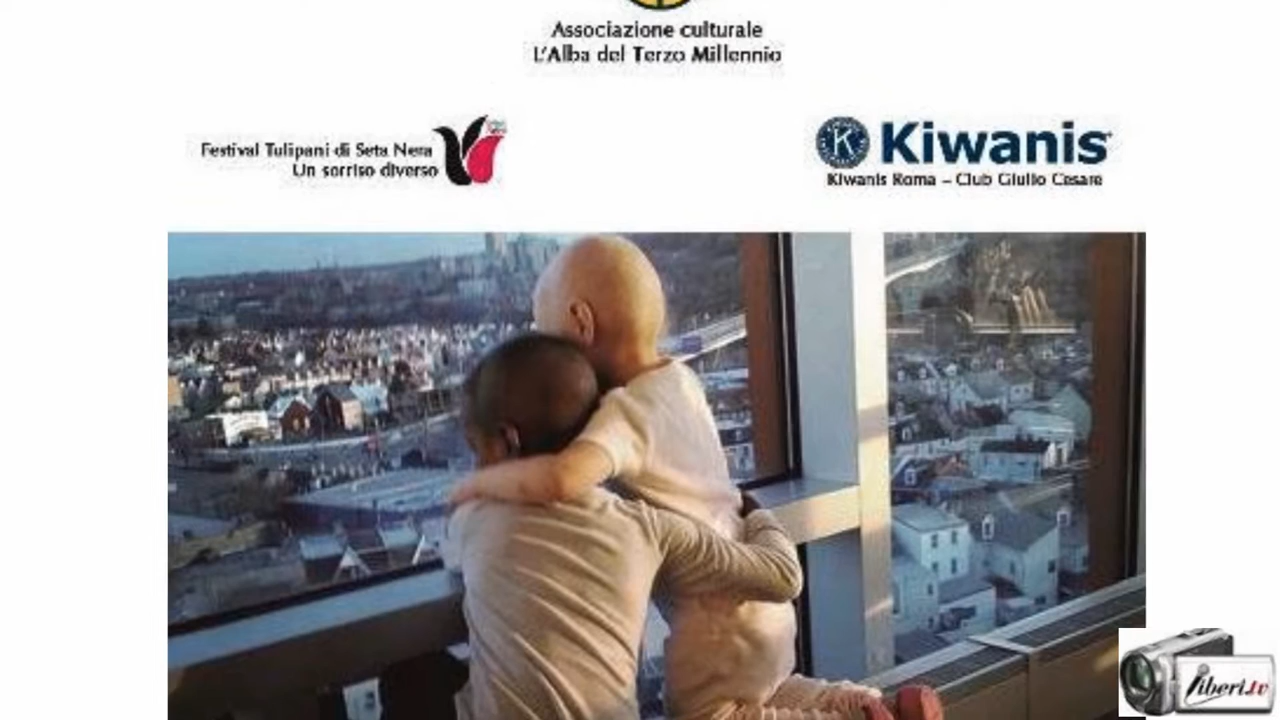 Associazione culturale
L'Alba del Terzo Millennio
Festival Tulipani di Seta Nera
Un sorriso diverso
K
Kiwanis
Kiwanis Roma – Club Giulio Cesare
liberi.tv